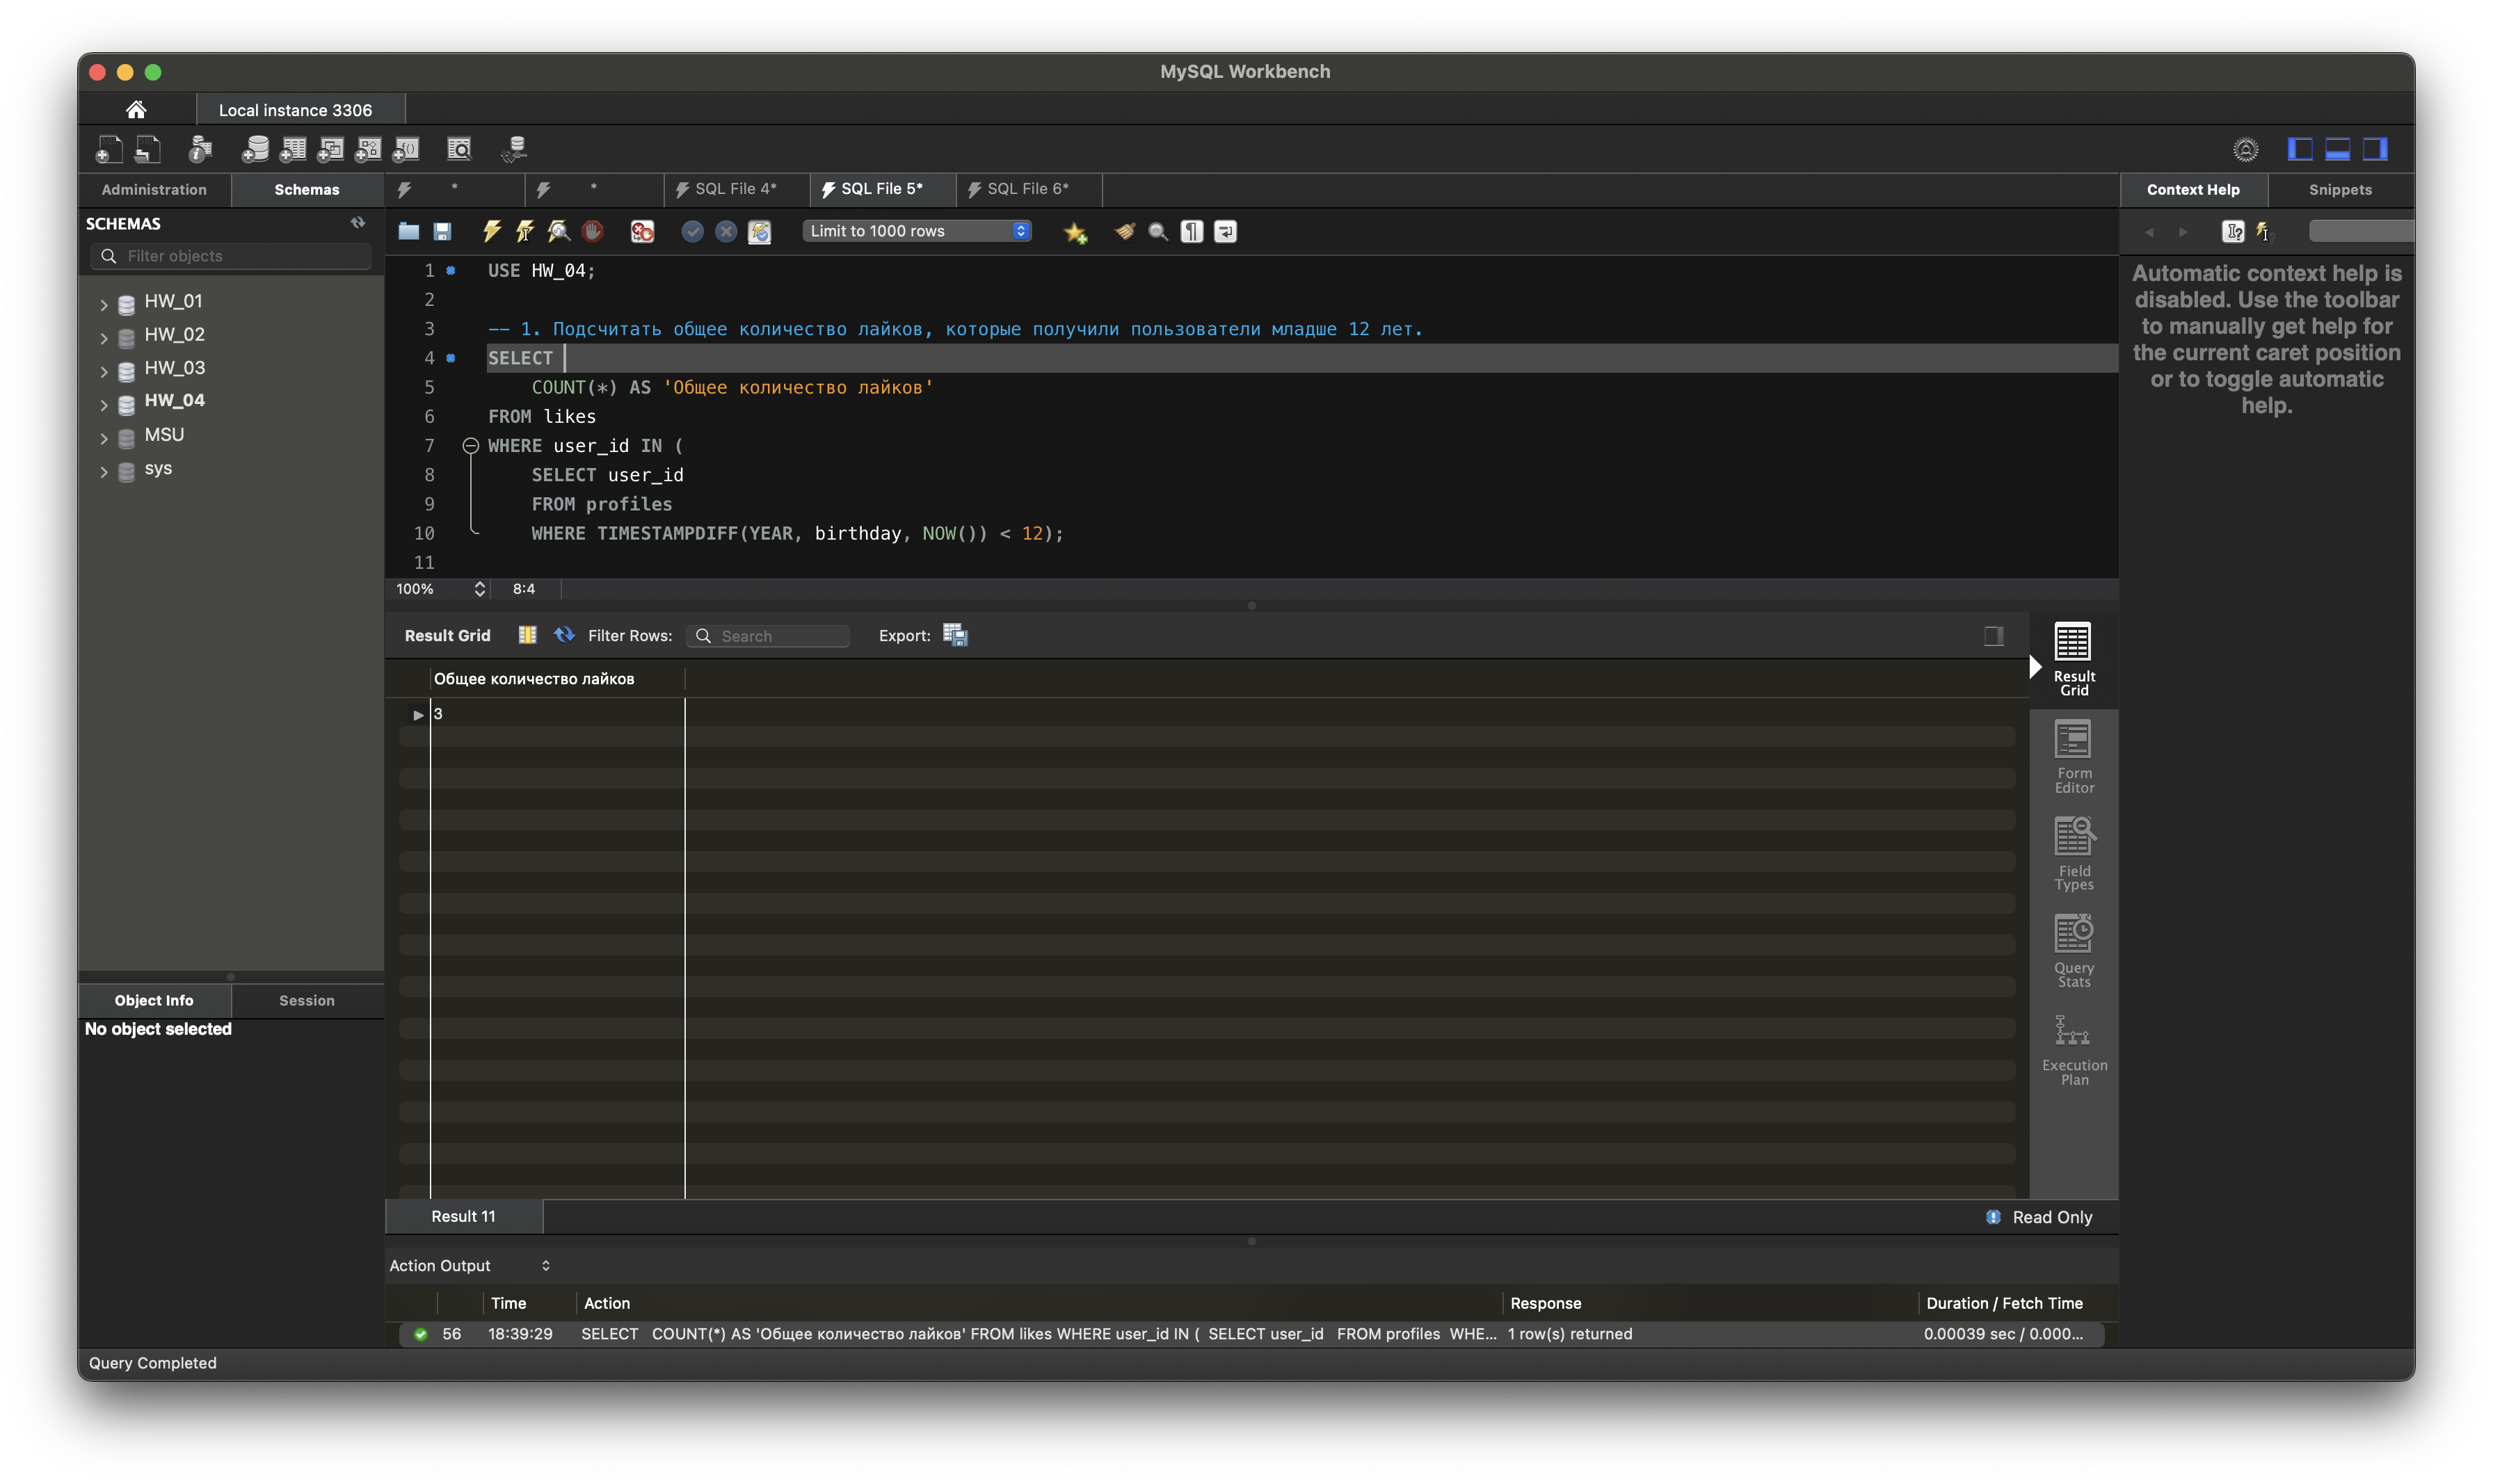 MySQL Workbench
Local instance 3306
Administration
Schemas
*
*
SQL File 4*
SQL File 5*
SQL File 6*
Context Help
Snippets
SCHEMAS
Filter objects
HW_01
HW_02
HW_03
HW_04
MSU
sys
Limit to 1000 rows
1 USE HW_04;
2
3 -- 1. Подсчитать общее количество лайков, которые получили пользователи младше 12 лет.
4 SELECT
5 COUNT(*) AS 'Общее количество лайков'
6 FROM likes
7 WHERE user_id IN (
8 SELECT user_id
9 FROM profiles
10 WHERE TIMESTAMPDIFF(YEAR, birthday, NOW()) < 12);
11
100% 8:4
Automatic context help is
disabled. Use the toolbar
to manually get help for
the current caret position
or to toggle automatic
help.
Result Grid
Filter Rows:
Search
Export:
Общее количество лайков
3
Result
Grid
Form
Editor
Field
Types
Query
Stats
Execution
Plan
Object Info
Session
No object selected
Result 11
Read Only
Action Output
Time Action Response Duration / Fetch Time
56 18:39:29 SELECT COUNT(*) AS 'Общее количество лайков' FROM likes WHERE user_id IN ( SELECT user_id FROM profiles WHE... 1 row(s) returned 0.00039 sec / 0.000...
Query Completed